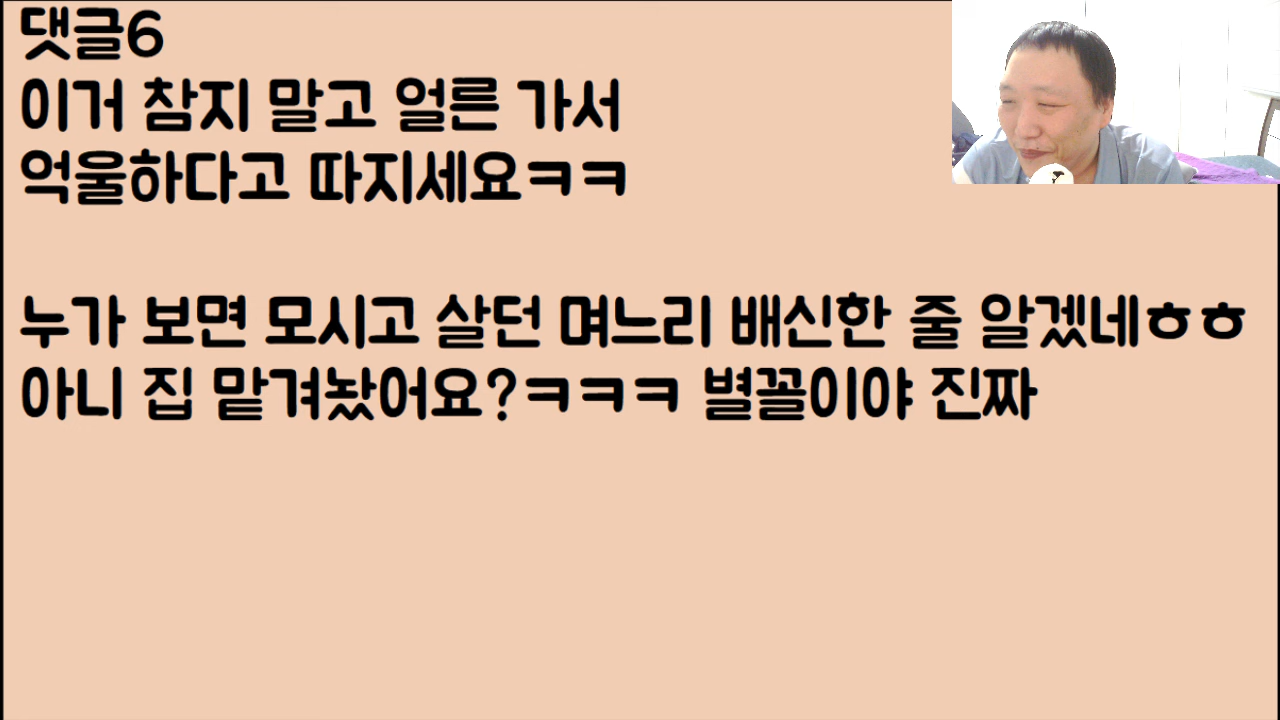 댓글6
이거 참지 말고 얼른 가서
억울하다고 따지세요ㅋㅋ
누가 보면 모시고 살던 며느리 배신한 줄 알겠네ㅎㅎ
아니 집 맡겨놨어요?ㅋㅋㅋ 별꼴이야 진짜